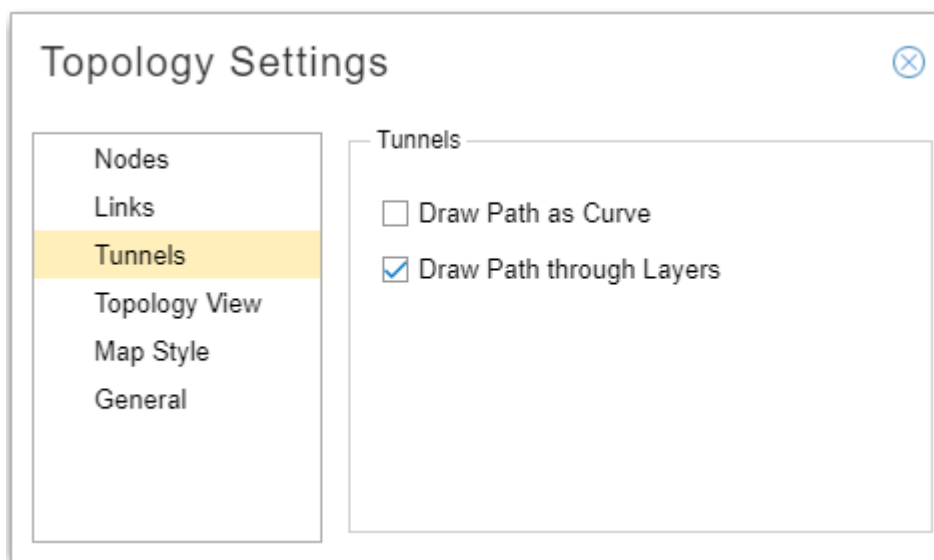 Topology Settings
Nodes
Links
Tunnels
Topology View
Map Style
General
Tunnels
Draw Path as Curve
Draw Path through Layers